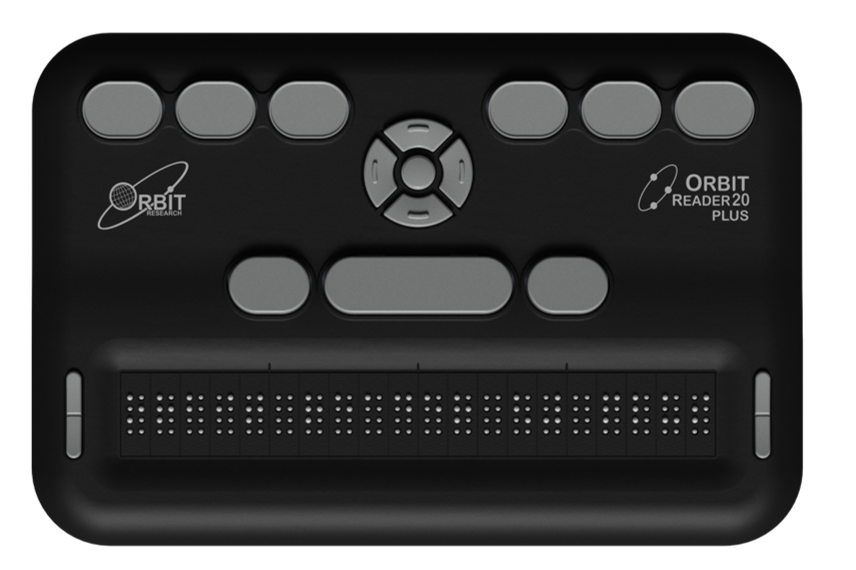 ORBIT
RESEARCH
ORBIT
READER 20
PLUS